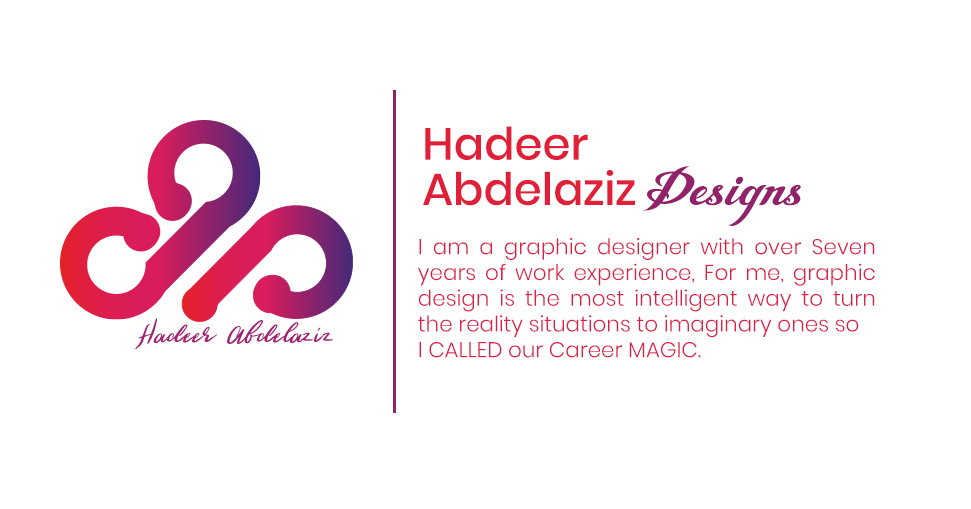 Hadeer
Abdelaziz Designs
I am a graphic designer with over Seven
years of work experience, For me, graphic
design is the most intelligent way to turn
the reality situations to imaginary ones so
I CALLED our Career MAGIC.
Hadeer Abdelaziz